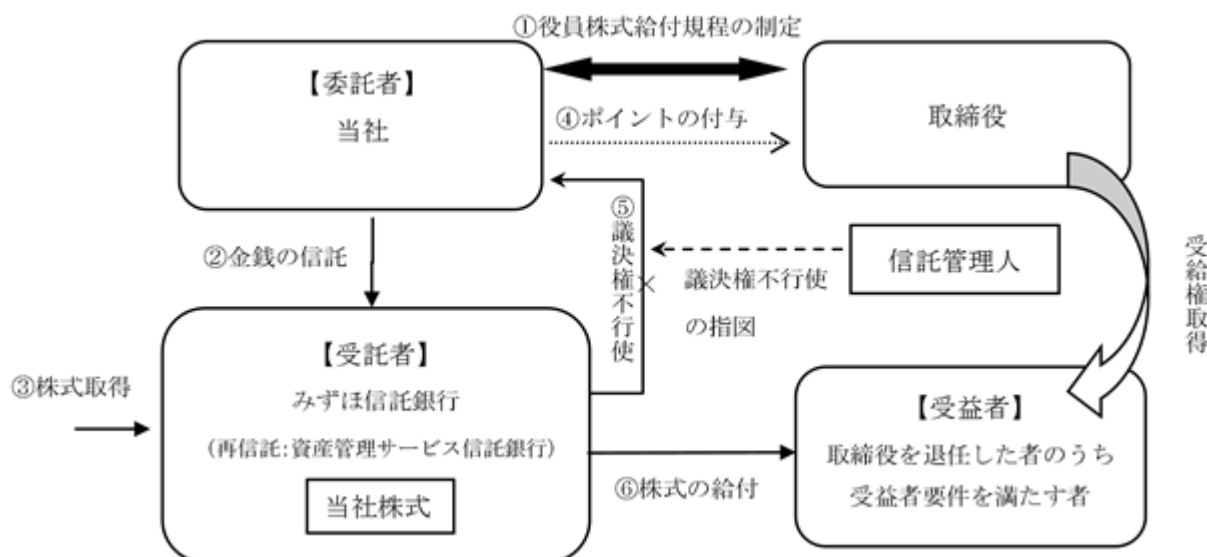 ①役員株式給付規程の制定
【委託者】
当社
取締役
④ポイントの付与
②金銭の信託
⑤議決権不行使
議決権不行使
の指図
信託管理人
受給権取得
③株式取得
【受託者】
みずほ信託銀行
(再信託:資産管理サービス信託銀行)
当社株式
⑥株式の給付
【受益者】
取締役を退任した者のうち
受益者要件を満たす者